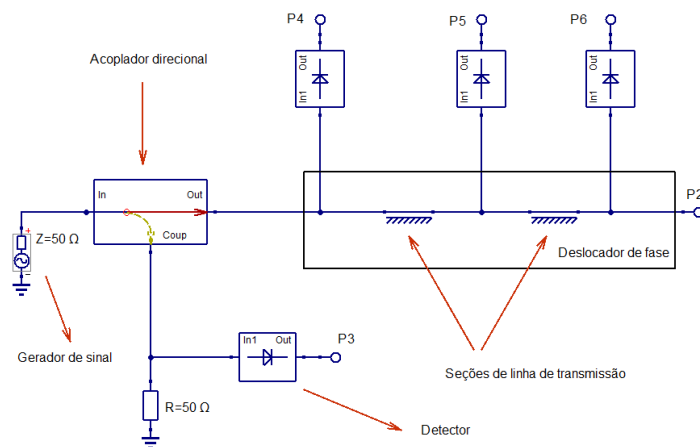 P4
P5
P6
Out
In1
Out
In1
Out
In1
Acoplador direcional
In
Out
Coup
P2
Z=50 Ω
Deslocador de fase
Gerador de sinal
In1
Out
P3
Seções de linha de transmissão
R=50 Ω
Detector